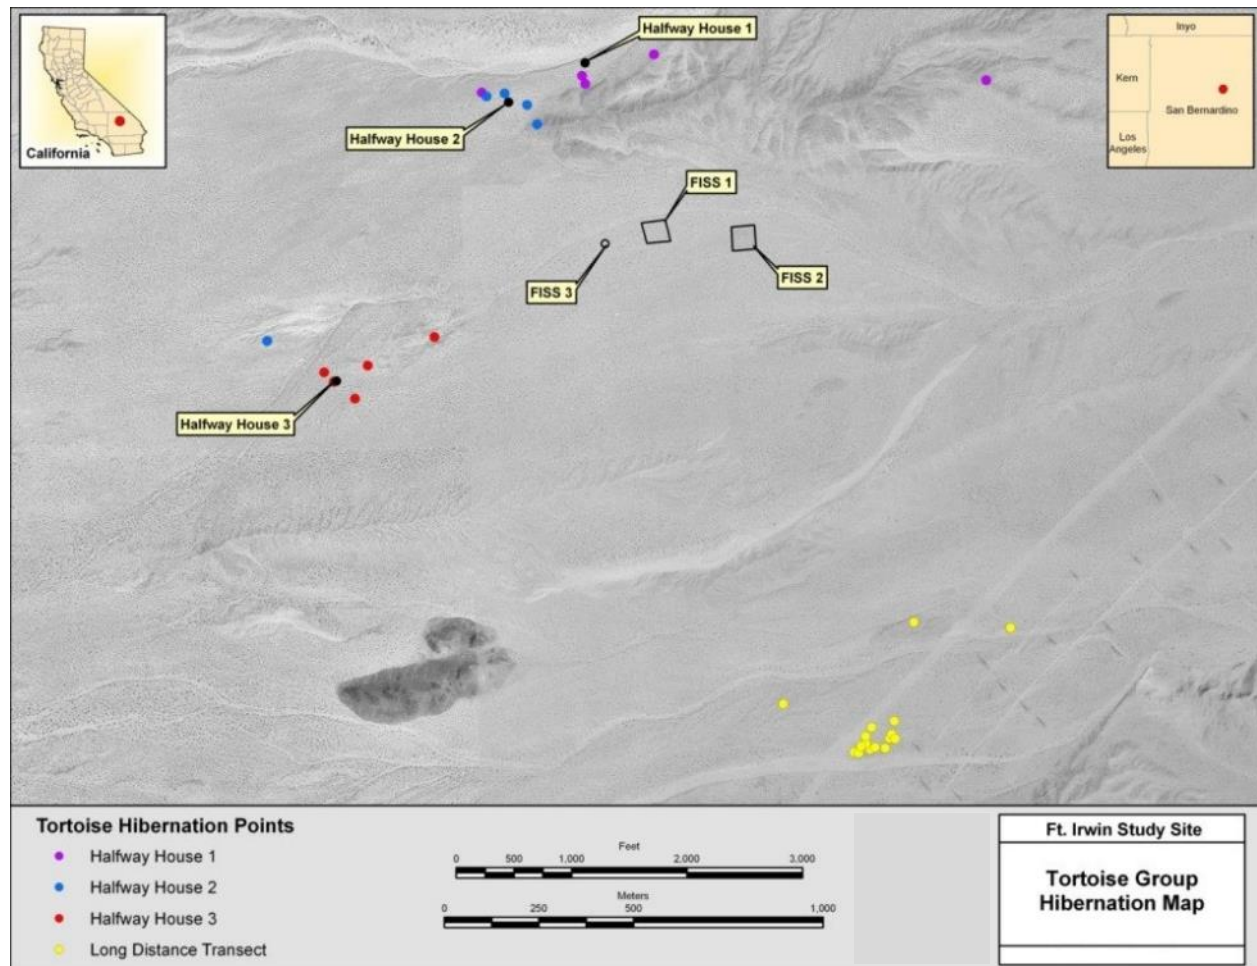 California
Halfway House 1
Halfway House 2
FISS 1
FISS 2
FISS 3
Halfway House 3
Inyo
Kern
San Bernardino
Los
Angeles
Tortoise Hibernation Points
Halfway House 1
Halfway House 2
Halfway House 3
Long Distance Transect
Feet
0 500 1,000 2,000 3,000
Meters
0 250 500 1,000
Ft. Irwin Study Site
Tortoise Group
Hibernation Map